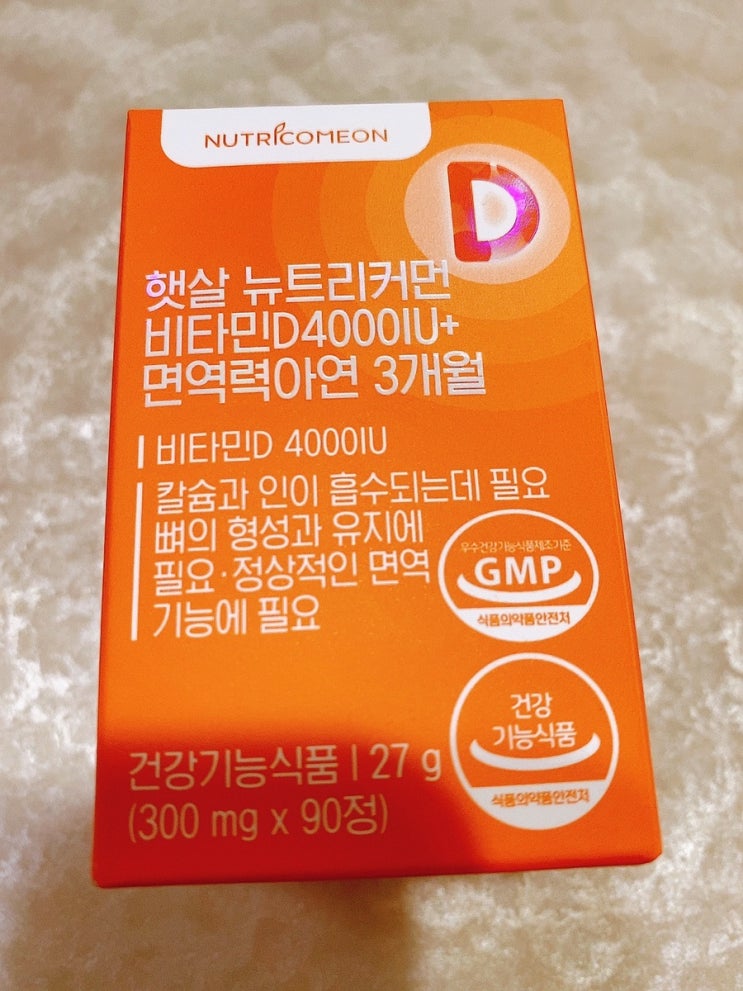 NUTRICOMEON
D
햇살 뉴트리커먼
비타민D4000IU+
면역력아연 3개월
비타민D 4000IU
칼슘과 인이 흡수되는데 필요
뼈의 형성과 유지에
필요·정상적인 면역
기능에 필요
우수건강기능식품제조기준
GMP
식품의약품안전처
건강
기능식품
식품의약품안전처
건강기능식품 | 27 g
(300 mg x 90정)